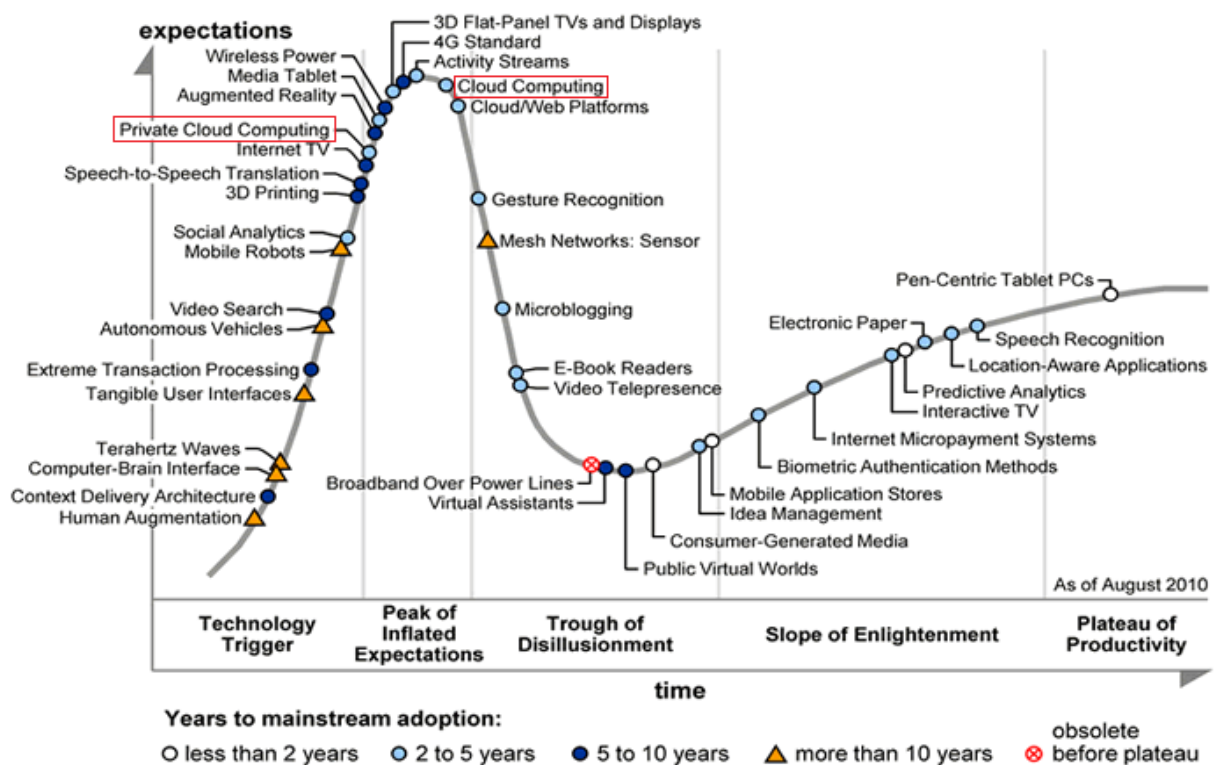 expectations
3D Flat-Panel TVs and Displays
4G Standard
Activity Streams
Wireless Power
Media Tablet
Augmented Reality
Cloud Computing
Cloud/Web Platforms
Private Cloud Computing
Internet TV
Speech-to-Speech Translation
3D Printing
Gesture Recognition
Social Analytics
Mobile Robots
Mesh Networks: Sensor
Pen-Centric Tablet PCs
Video Search
Autonomous Vehicles
Microblogging
Electronic Paper
Speech Recognition
Location-Aware Applications
Extreme Transaction Processing
Tangible User Interfaces
E-Book Readers
Video Telepresence
Predictive Analytics
Interactive TV
Internet Micropayment Systems
Biometric Authentication Methods
Terahertz Waves
Computer-Brain Interface
Context Delivery Architecture
Human Augmentation
Broadband Over Power Lines
Virtual Assistants
Mobile Application Stores
Idea Management
Consumer-Generated Media
Public Virtual Worlds
As of August 2010
Technology
Trigger
Peak of
Inflated
Expectations
Trough of
Disillusionment
Slope of Enlightenment
Plateau of
Productivity
time
Years to mainstream adoption:
less than 2 years
2 to 5 years
5 to 10 years
more than 10 years
obsolete
before plateau